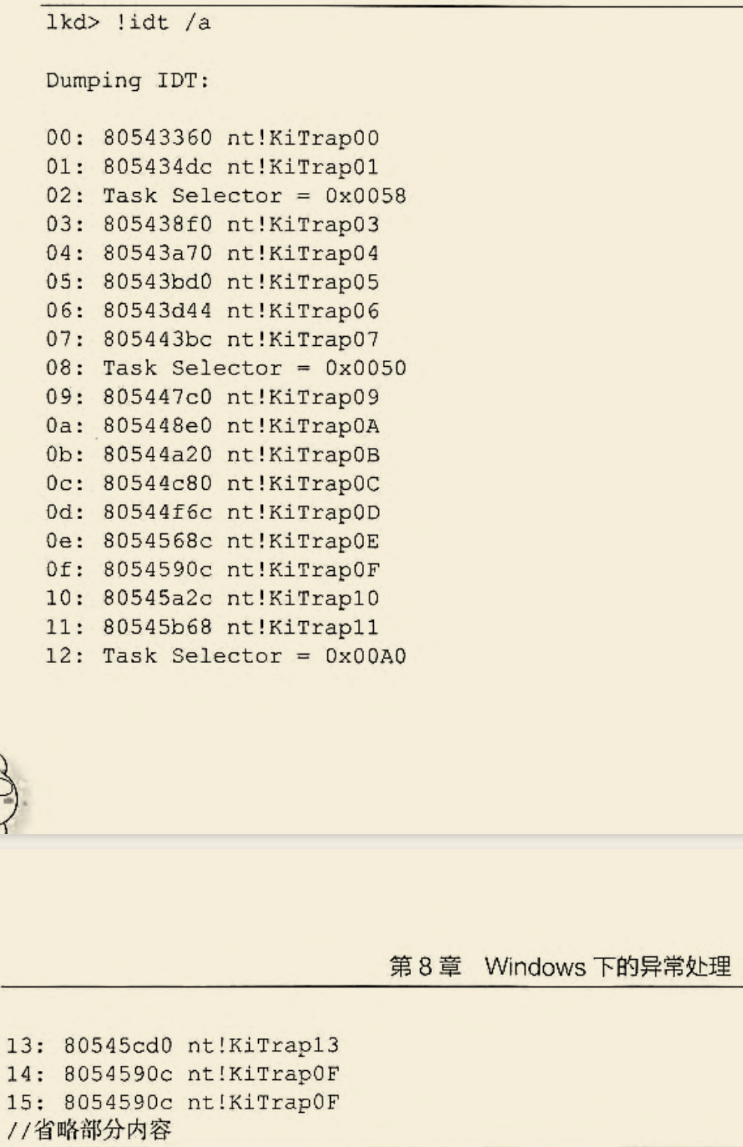 lkd> !idt /a
Dumping IDT:
00: 80543360 nt!KiTrap00
01: 805434dc nt!KiTrap01
02: Task Selector = 0x0058
03: 805438f0 nt!KiTrap03
04: 80543a70 nt!KiTrap04
05: 80543bd0 nt!KiTrap05
06: 80543d44 nt!KiTrap06
07: 805443bc nt!KiTrap07
08: Task Selector = 0x0050
09: 805447c0 nt!KiTrap09
0a: 805448e0 nt!KiTrap0A
0b: 80544a20 nt!KiTrap0B
0c: 80544c80 nt!KiTrap0C
0d: 80544f6c nt!KiTrap0D
0e: 8054568c nt!KiTrap0E
0f: 8054590c nt!KiTrap0F
10: 80545a2c nt!KiTrap10
11: 80545b68 nt!KiTrap11
12: Task Selector = 0x00A0
第 8 章 Windows 下的异常处理
13: 80545cd0 nt!KiTrap13
14: 8054590c nt!KiTrap0F
15: 8054590c nt!KiTrap0F
//省略部分内容